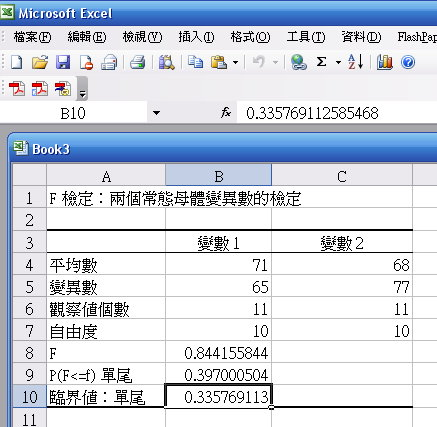 Microsoft Excel
檔案(F) 編輯(E) 檢視(V) 插入(I) 格式(O) 工具(T) 資料(D) FlashPap
B10 fx 0.335769112585468
Book3
A B C
1 F 檢定：兩個常態母體變異數的檢定
2
3 變數 1 變數 2
4 平均數 71 68
5 變異數 65 77
6 觀察值個數 11 11
7 自由度 10 10
8 F 0.844155844
9 P(F<=f) 單尾 0.397000504
10 臨界值：單尾 0.335769113
11